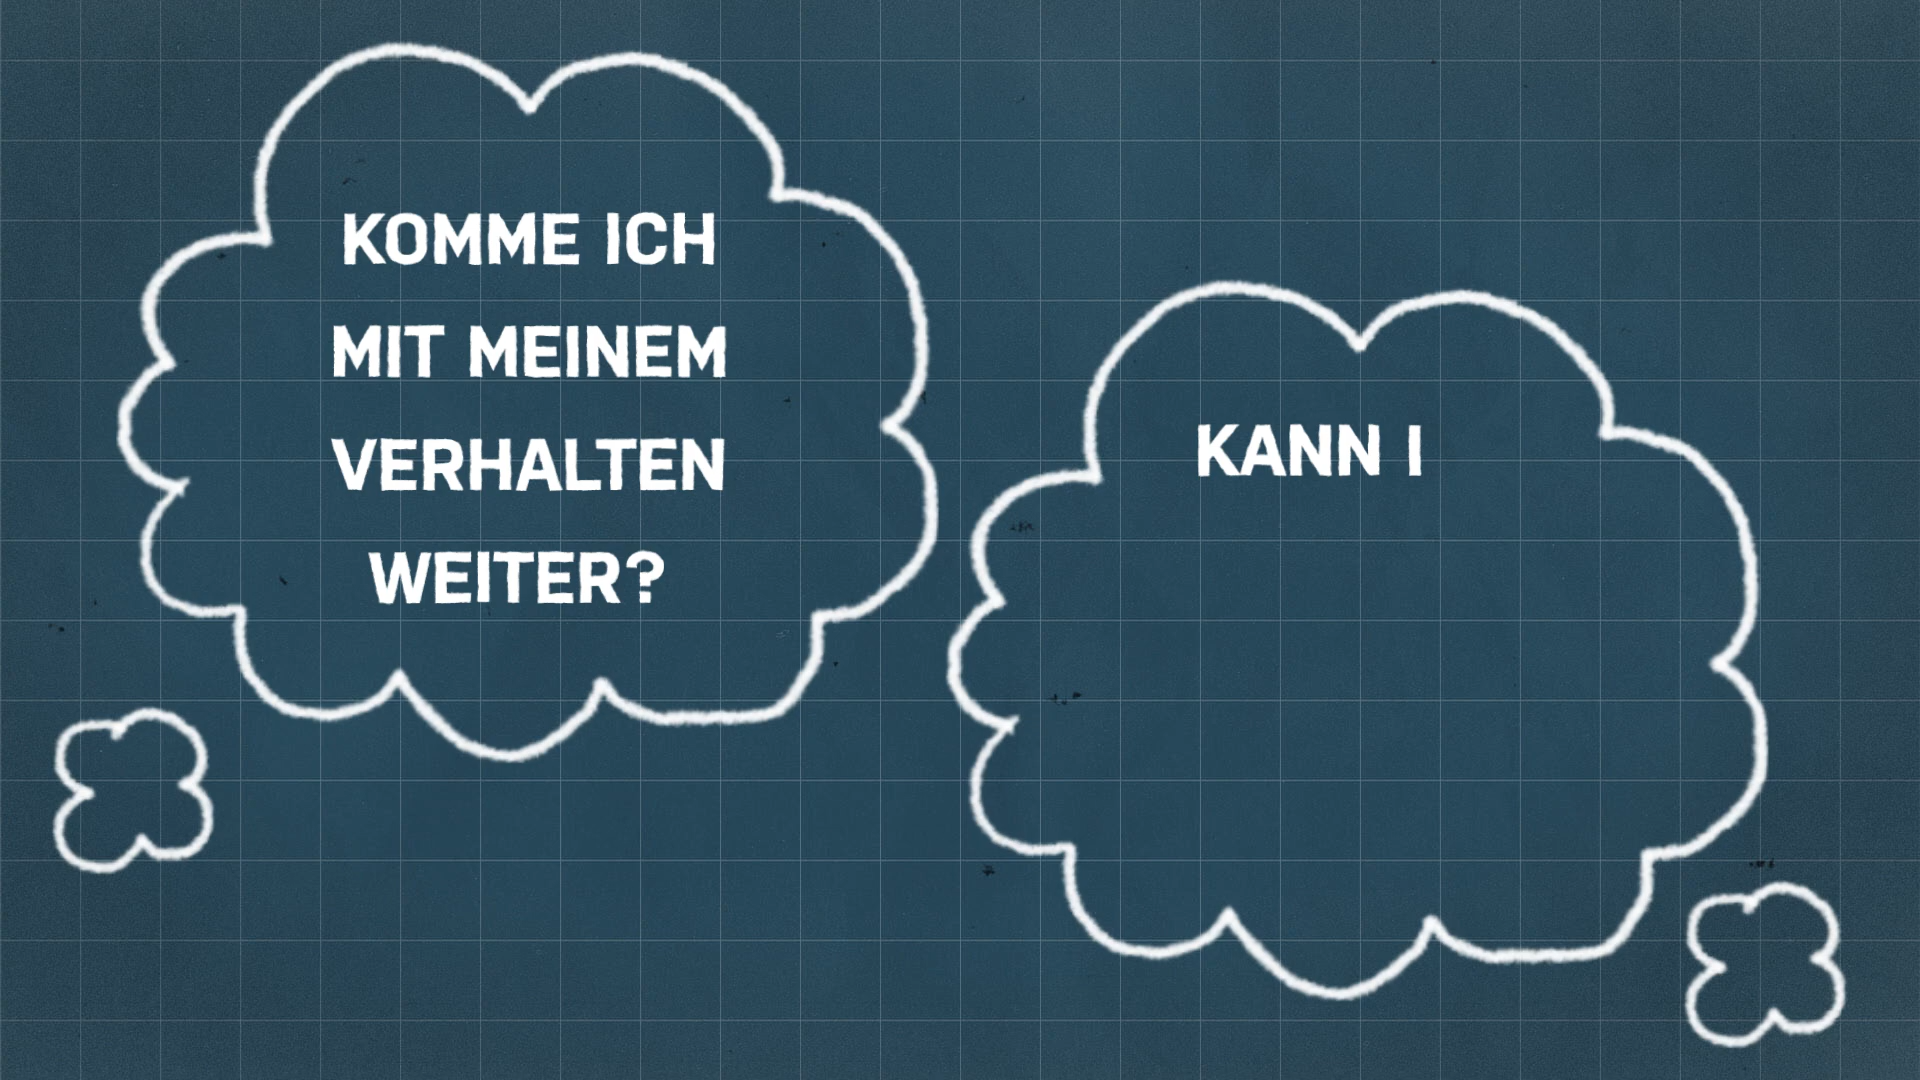 KOMME ICH
MIT MEINEM
VERHALTEN
WEITER?
KANN I